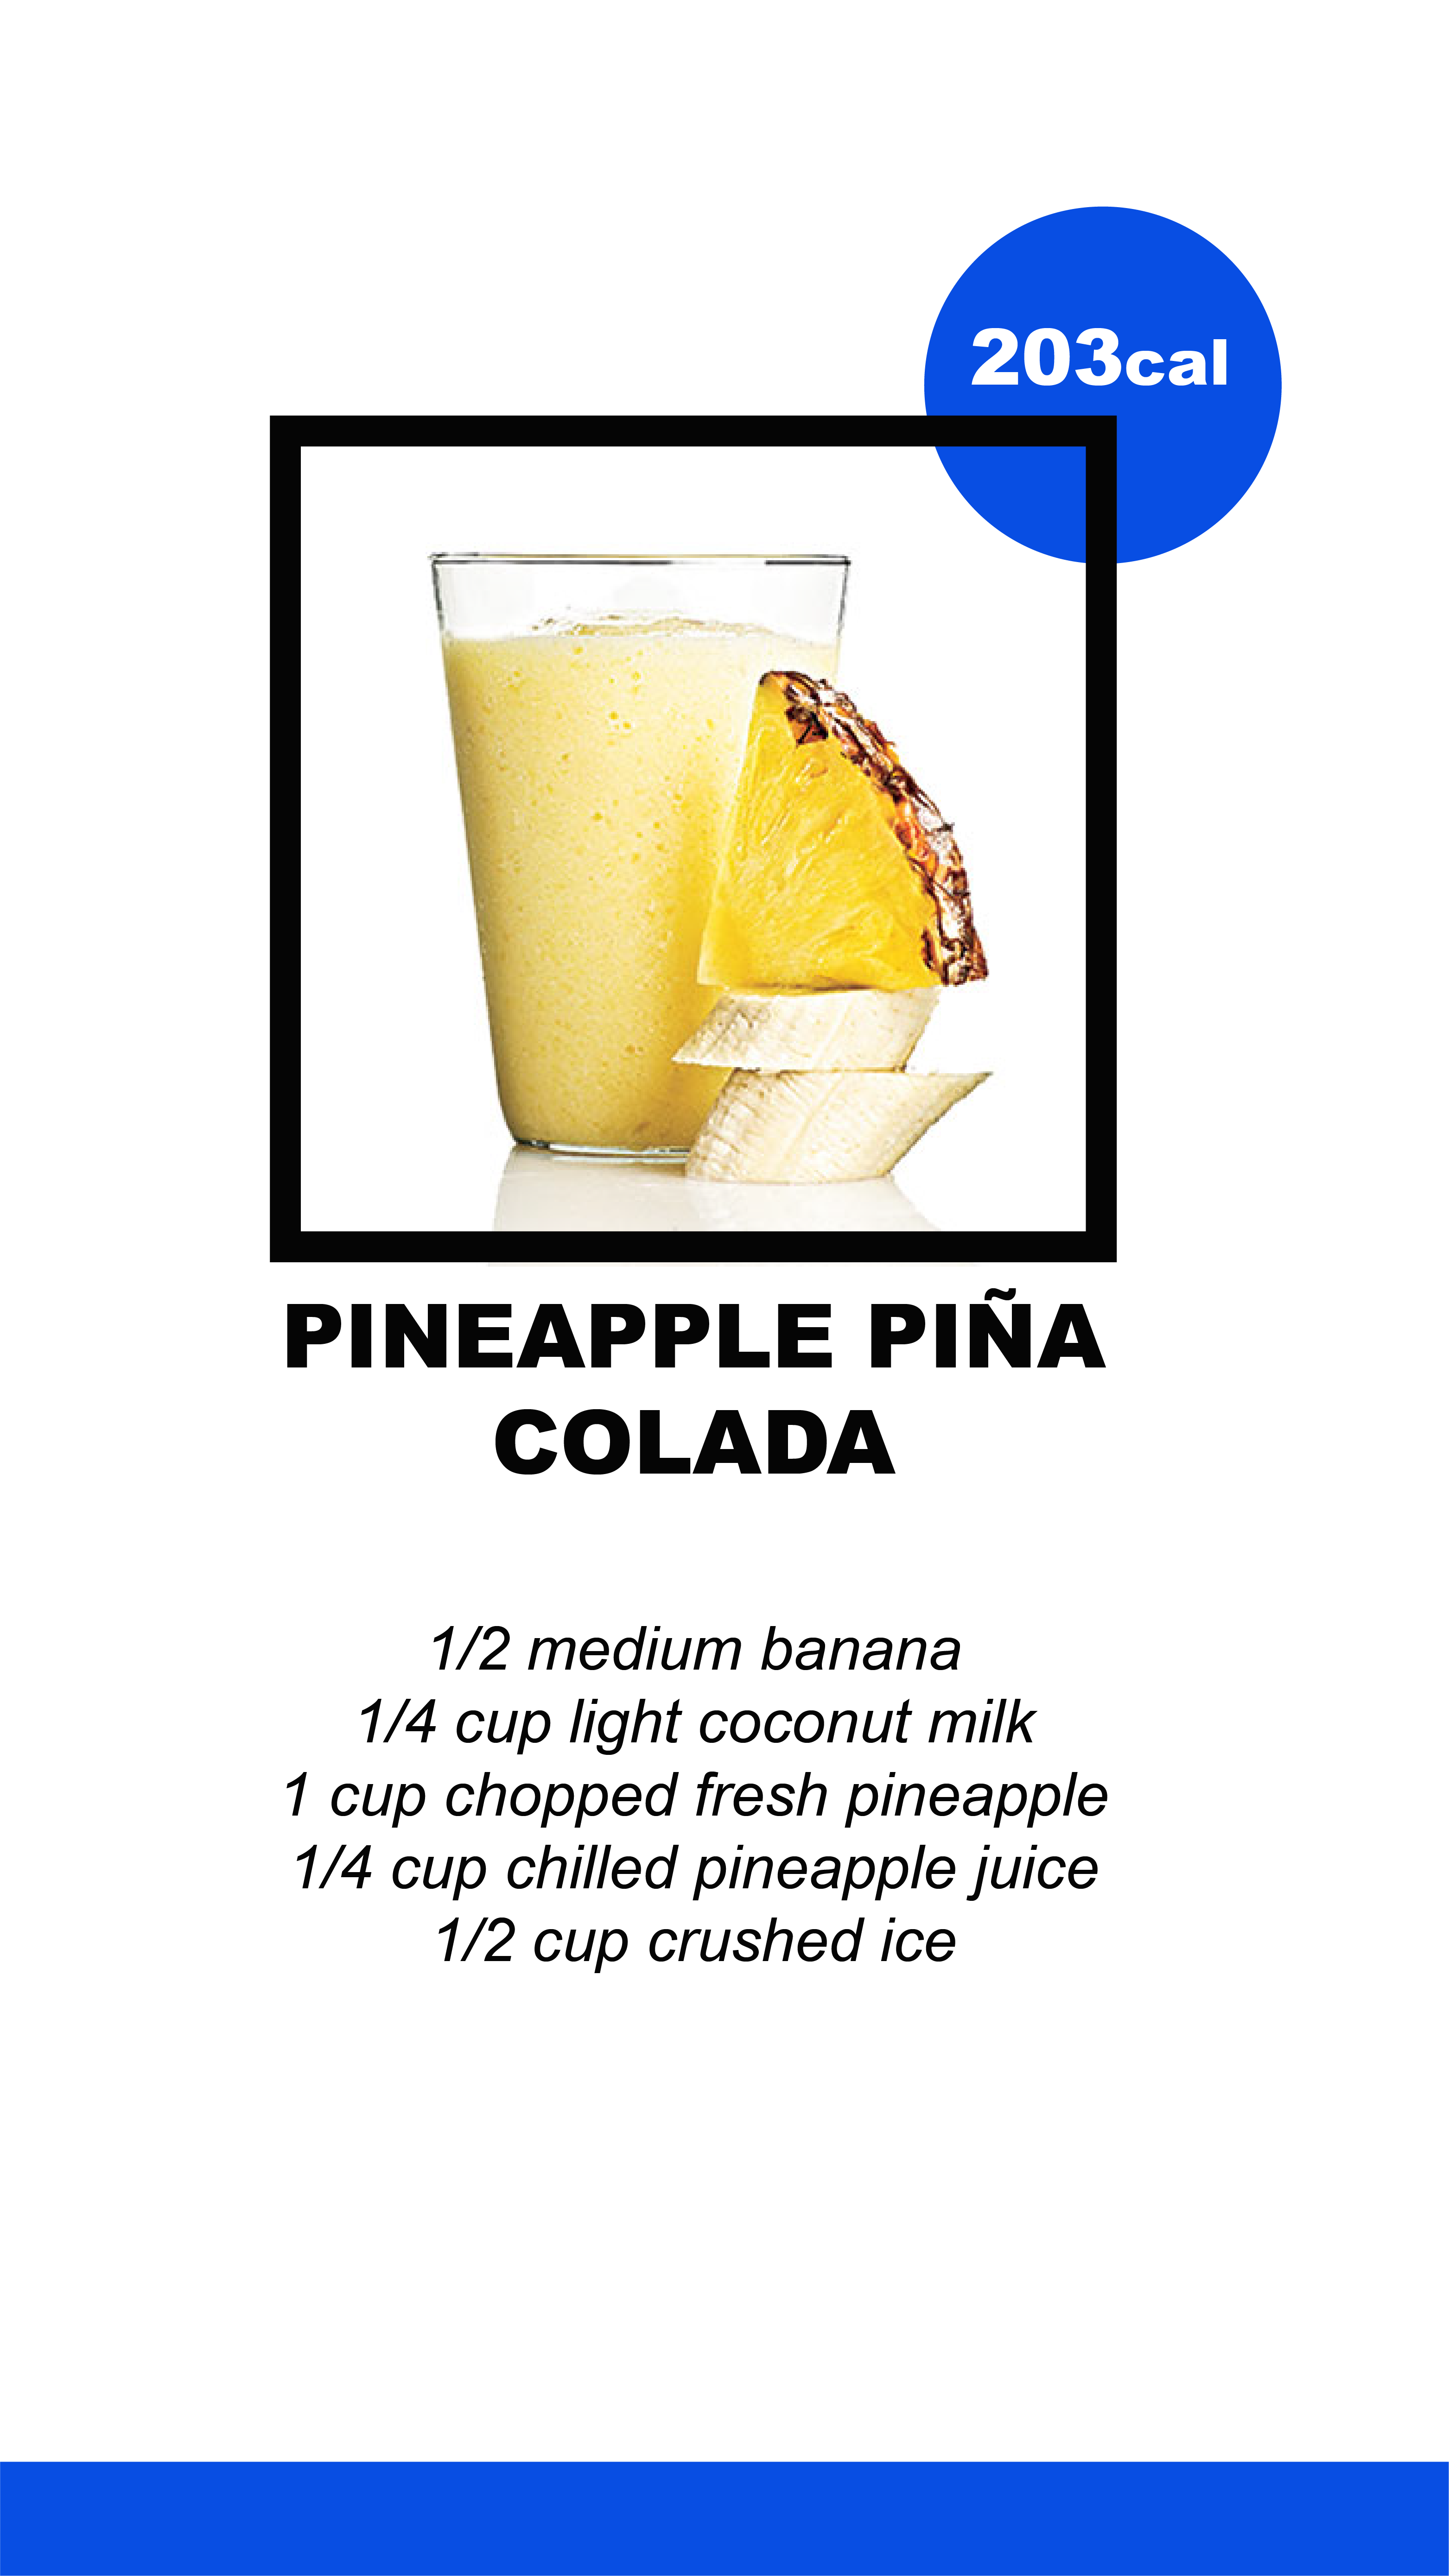 203cal
PINEAPPLE PIÑA
COLADA
1/2 medium banana
1/4 cup light coconut milk
1 cup chopped fresh pineapple
1/4 cup chilled pineapple juice
1/2 cup crushed ice